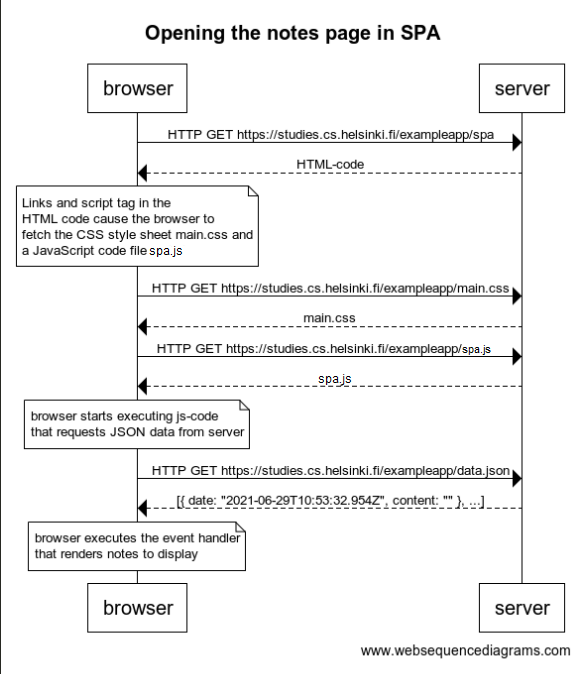 Opening the notes page in SPA
browser
server
HTTP GET https://studies.cs.helsinki.fi/exampleapp/spa
HTML-code
Links and script tag in the
HTML code cause the browser to
fetch the CSS style sheet main.css and
a JavaScript code file spa.js
HTTP GET https://studies.cs.helsinki.fi/exampleapp/main.css
main.css
HTTP GET https://studies.cs.helsinki.fi/exampleapp/spa.js
spa.js
browser starts executing js-code
that requests JSON data from server
HTTP GET https://studies.cs.helsinki.fi/exampleapp/data.json
[{ date: "2021-06-29T10:53:32.954Z", content: "" }, ...]
browser executes the event handler
that renders notes to display
browser
server
www.websequencediagrams.com